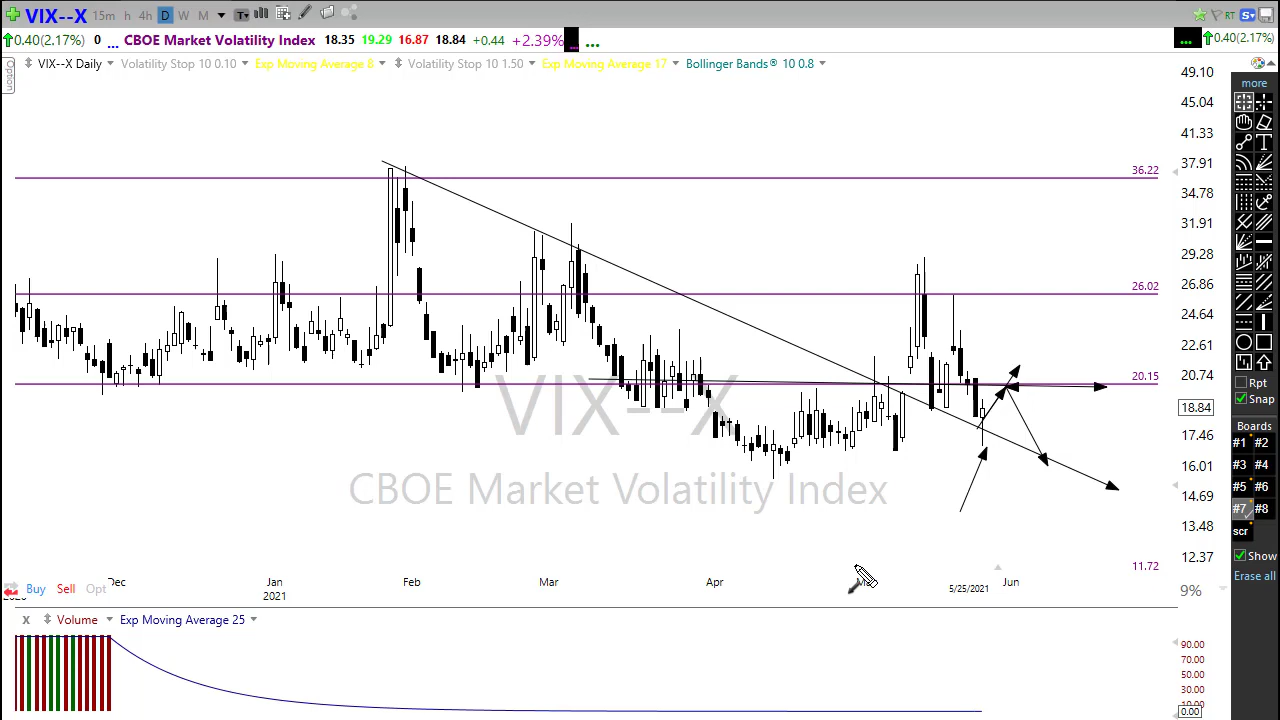 VIX--X 15m h 4h D W M T RT S
0.40(2.17%) 0 ... CBOE Market Volatility Index 18.35 19.29 16.87 18.84 +0.44 +2.39% ... ... ... 0.40(2.17%)
Option VIX--X Daily Volatility Stop 10 0.10 Exp Moving Average 8 Volatility Stop 10 1.50 Exp Moving Average 17 Bollinger Bands® 10 0.8
49.10
45.04
41.33
37.91
36.22
34.78
31.91
29.28
26.86
26.02
24.64
22.61
20.74
20.15
18.84
17.46
16.01
14.69
13.48
12.37
11.72
VIX--X
CBOE Market Volatility Index
more
T
Rpt
Snap
Boards
#1 #2
#3 #4
#5 #6
#7 #8
scr
Show
Erase all
Dec Jan Feb Mar Apr 5/25/2021 Jun
2021
Buy Sell Opt
9%
x Volume Exp Moving Average 25
90.00
70.00
50.00
30.00
10.00
0.00